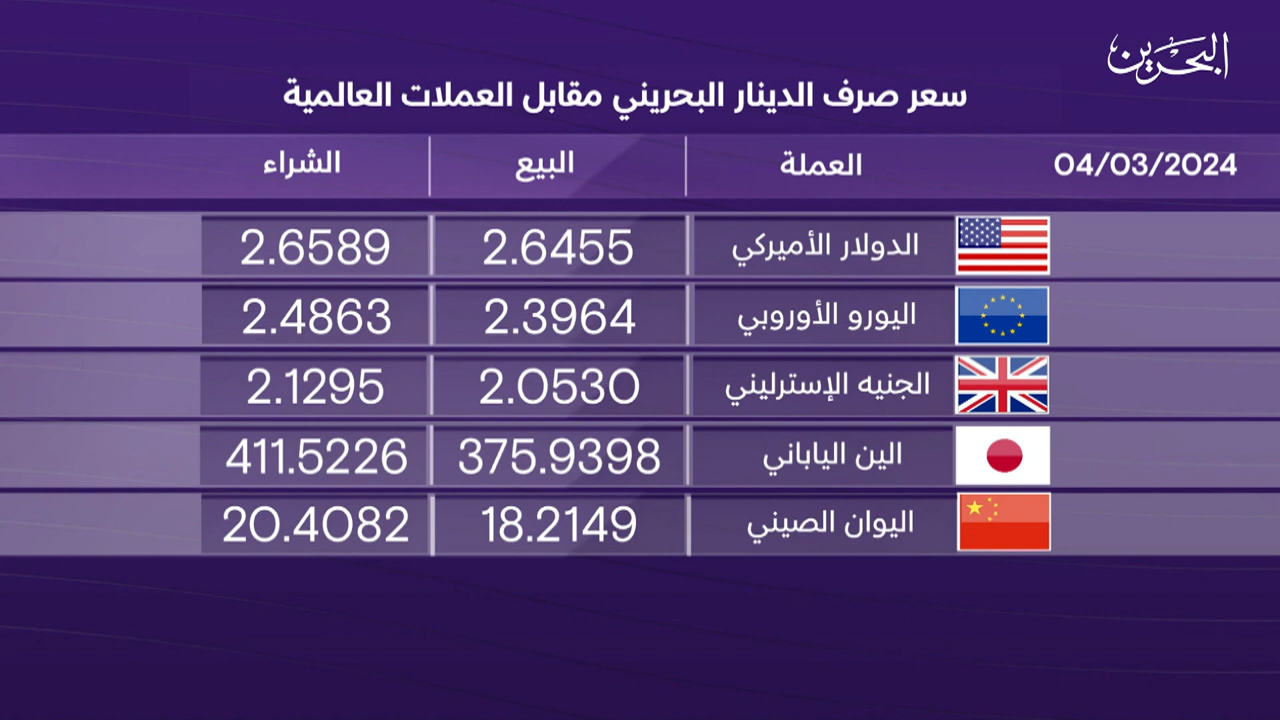 البحرين
سعر صرف الدينار البحريني مقابل العملات العالمية
04/03/2024 العملة البيع الشراء
الدولار الأميركي 2.6455 2.6589
اليورو الأوروبي 2.3964 2.4863
الجنيه الإسترليني 2.0530 2.1295
الين الياباني 375.9398 411.5226
اليوان الصيني 18.2149 20.4082